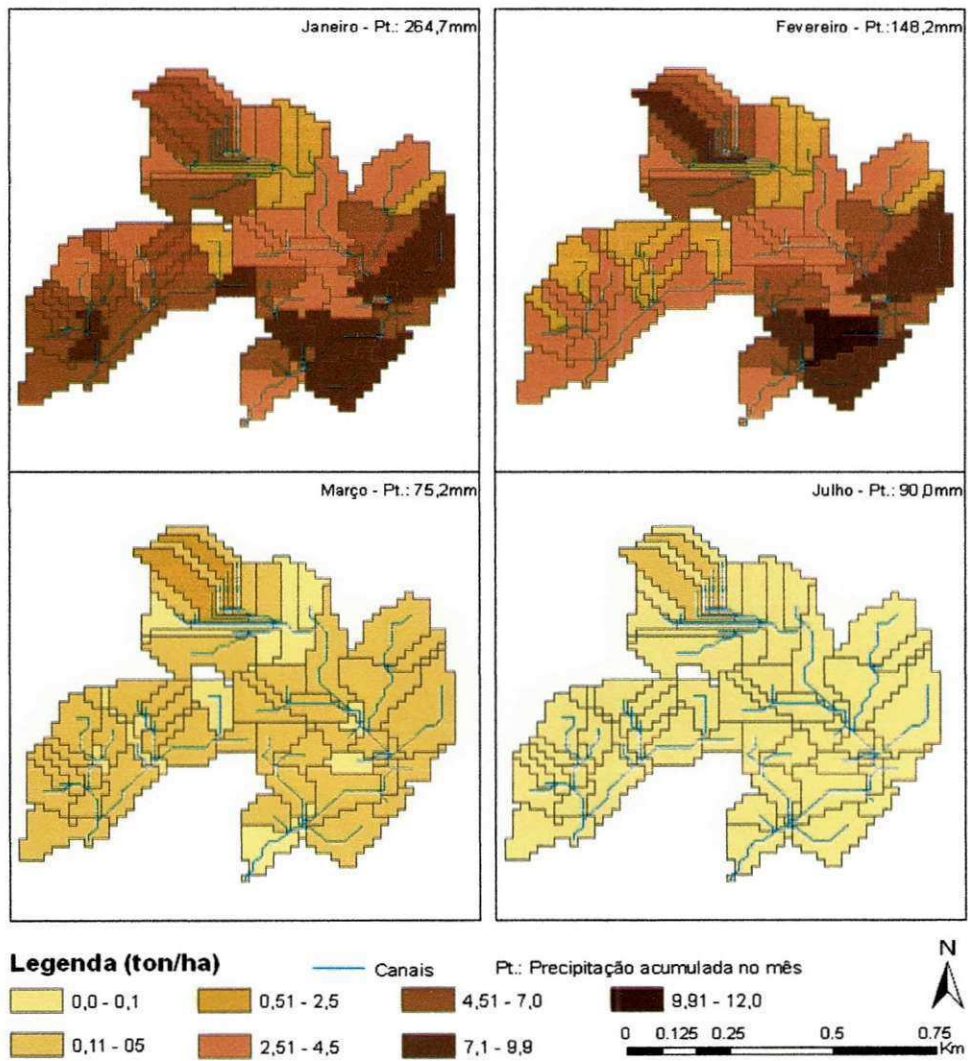 Janeiro - Pt.: 264,7mm
Fevereiro - Pt.:148,2mm
Março - Pt.: 75,2mm
Julho - Pt.: 90,0mm
Legenda (ton/ha)
Canais
Pt.: Precipitação acumulada no mês
N
0,0 - 0,1
0,51 - 2,5
4,51 - 7,0
9,91 - 12,0
0,11 - 05
2,51 - 4,5
7,1 - 9,9
0 0.125 0.25 0.5 0.75
Km